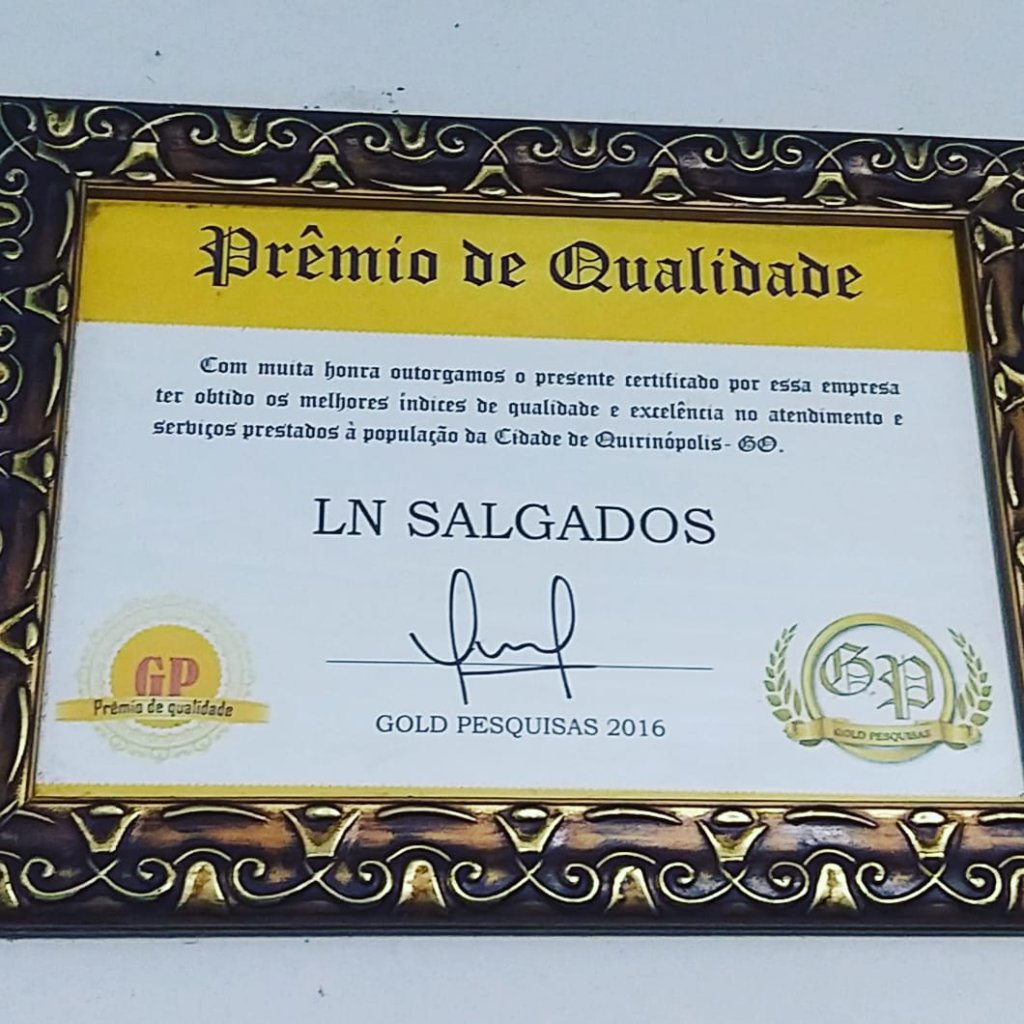 Prêmio de Qualidade
Com muita honra outorgamos o presente certificado por essa empresa
ter obtido os melhores índices de qualidade e excelência no atendimento e
serviços prestados à população da Cidade de Quirinópolis- GO.
LN SALGADOS
GOLD PESQUISAS 2016
GP
Prêmio de qualidade
G.P
GOLD PESQUISAS